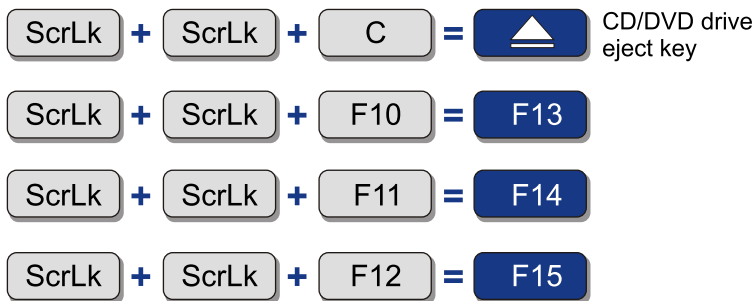 ScrLk + ScrLk + C = CD/DVD drive
eject key
ScrLk + ScrLk + F10 = F13
ScrLk + ScrLk + F11 = F14
ScrLk + ScrLk + F12 = F15